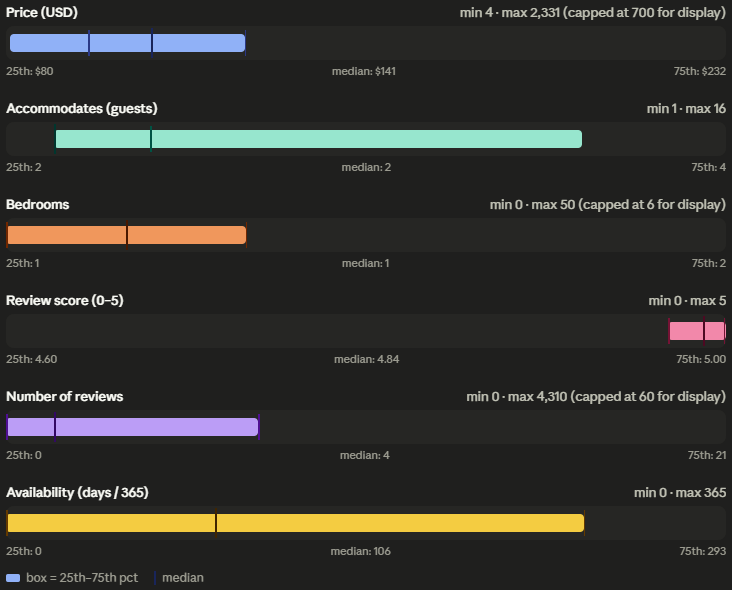 Price (USD) min 4 · max 2,331 (capped at 700 for display)
25th: $80 median: $141 75th: $232
Accommodates (guests) min 1 · max 16
25th: 2 median: 2 75th: 4
Bedrooms min 0 · max 50 (capped at 6 for display)
25th: 1 median: 1 75th: 2
Review score (0–5) min 0 · max 5
25th: 4.60 median: 4.84 75th: 5.00
Number of reviews min 0 · max 4,310 (capped at 60 for display)
25th: 0 median: 4 75th: 21
Availability (days / 365) min 0 · max 365
25th: 0 median: 106 75th: 293
box = 25th–75th pct median